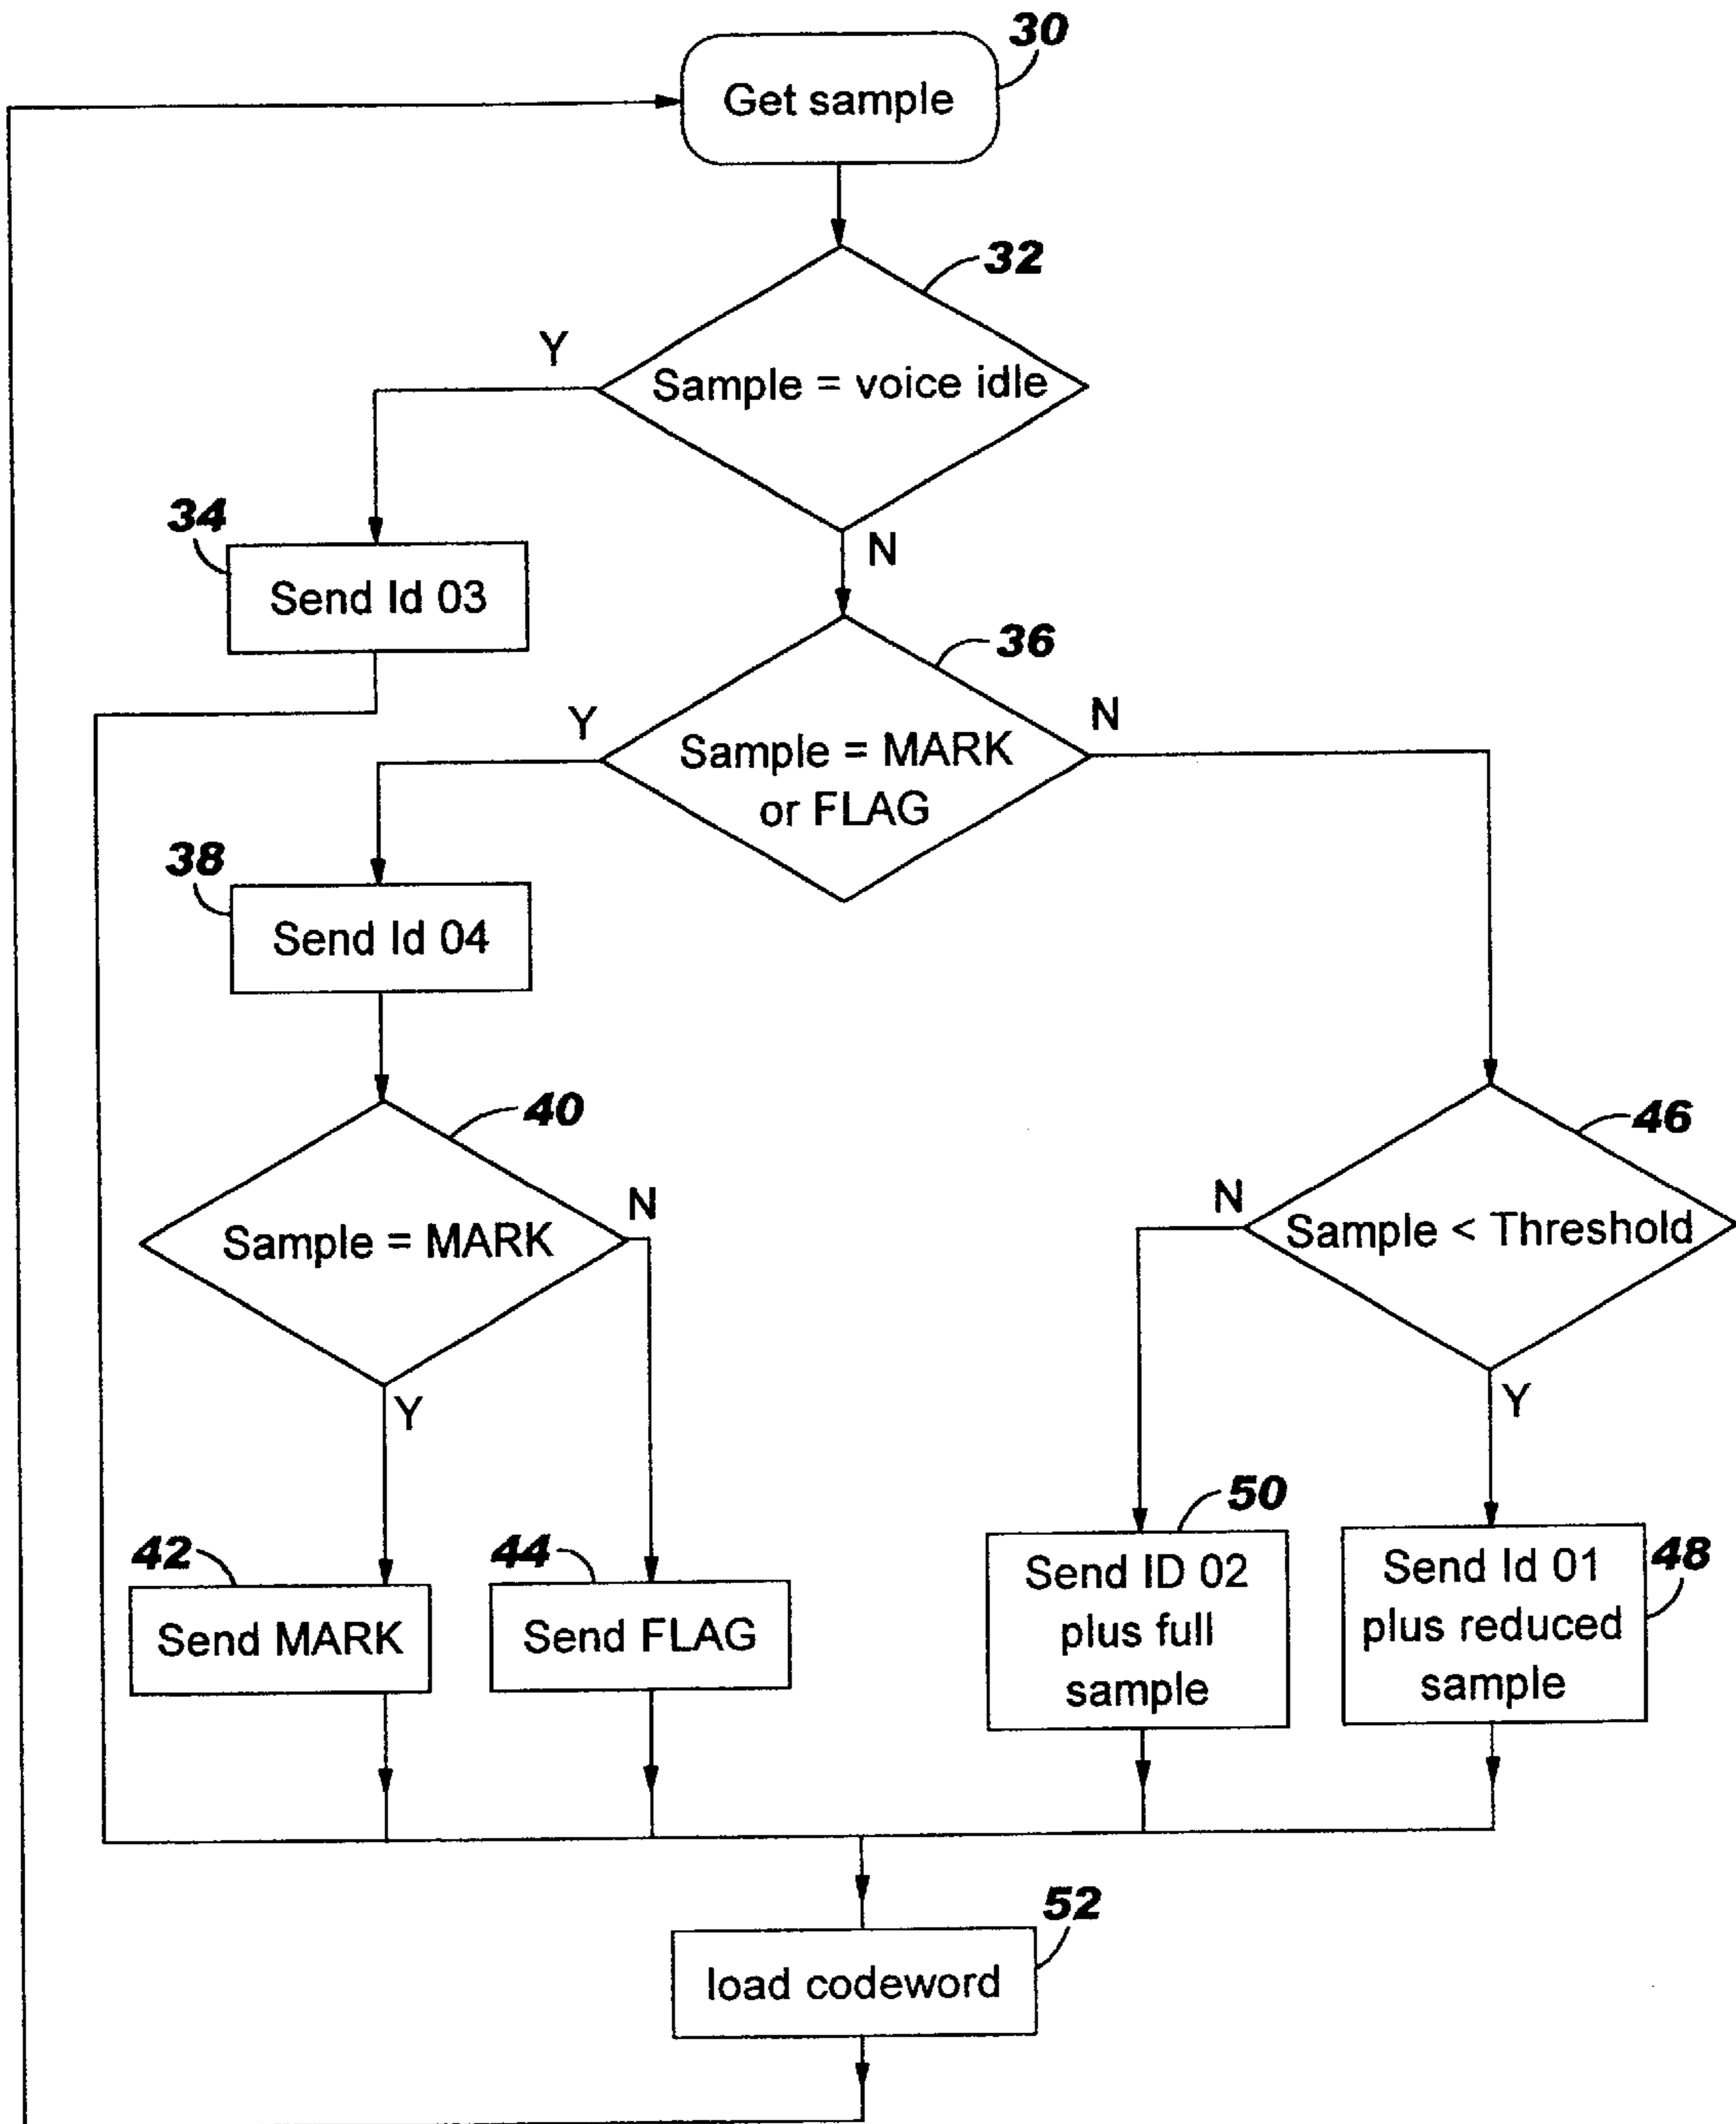 30
Get sample
32
Y
Sample = voice idle
34
N
Send Id 03
36
Y
N
Sample = MARK
or FLAG
38
Send Id 04
40
46
N
N
Sample = MARK
Sample < Threshold
Y
Y
42
44
50
48
Send MARK
Send FLAG
Send ID 02
plus full
sample
Send Id 01
plus reduced
sample
52
load codeword